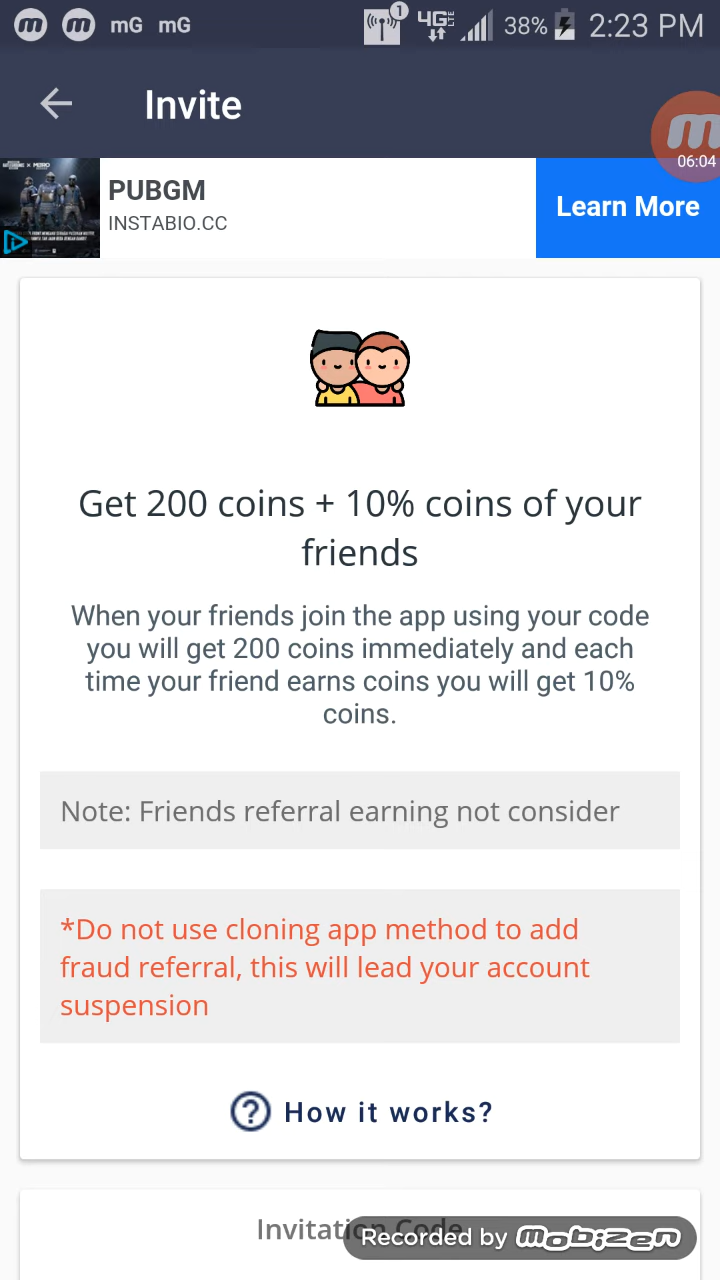 m m mG mG 1 4G LTE 38% 2:23 PM
Invite
m
06:04
PUBGM
INSTABIO.CC
Learn More
Get 200 coins + 10% coins of your
friends
When your friends join the app using your code
you will get 200 coins immediately and each
time your friend earns coins you will get 10%
coins.
Note: Friends referral earning not consider
*Do not use cloning app method to add
fraud referral, this will lead your account
suspension
? How it works?
Invitation Code
Recorded by mobizen